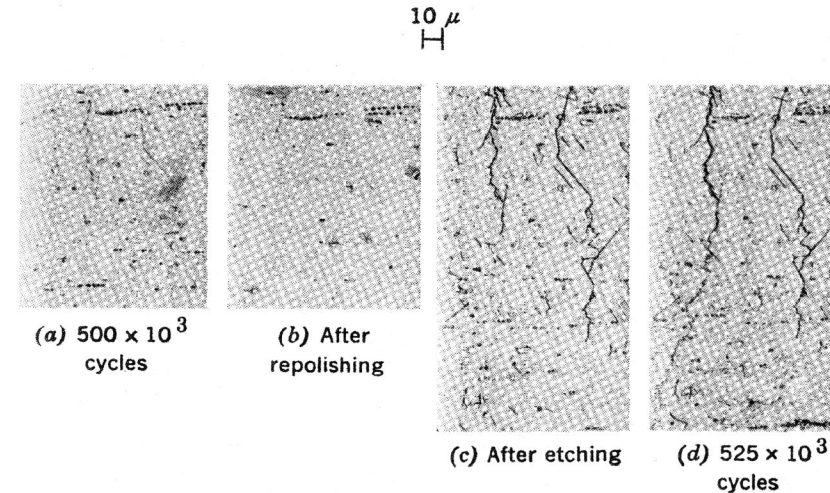 10 μ
(a) 500 × 10³
cycles
(b) After
repolishing
(c) After etching
(d) 525 × 10³
cycles